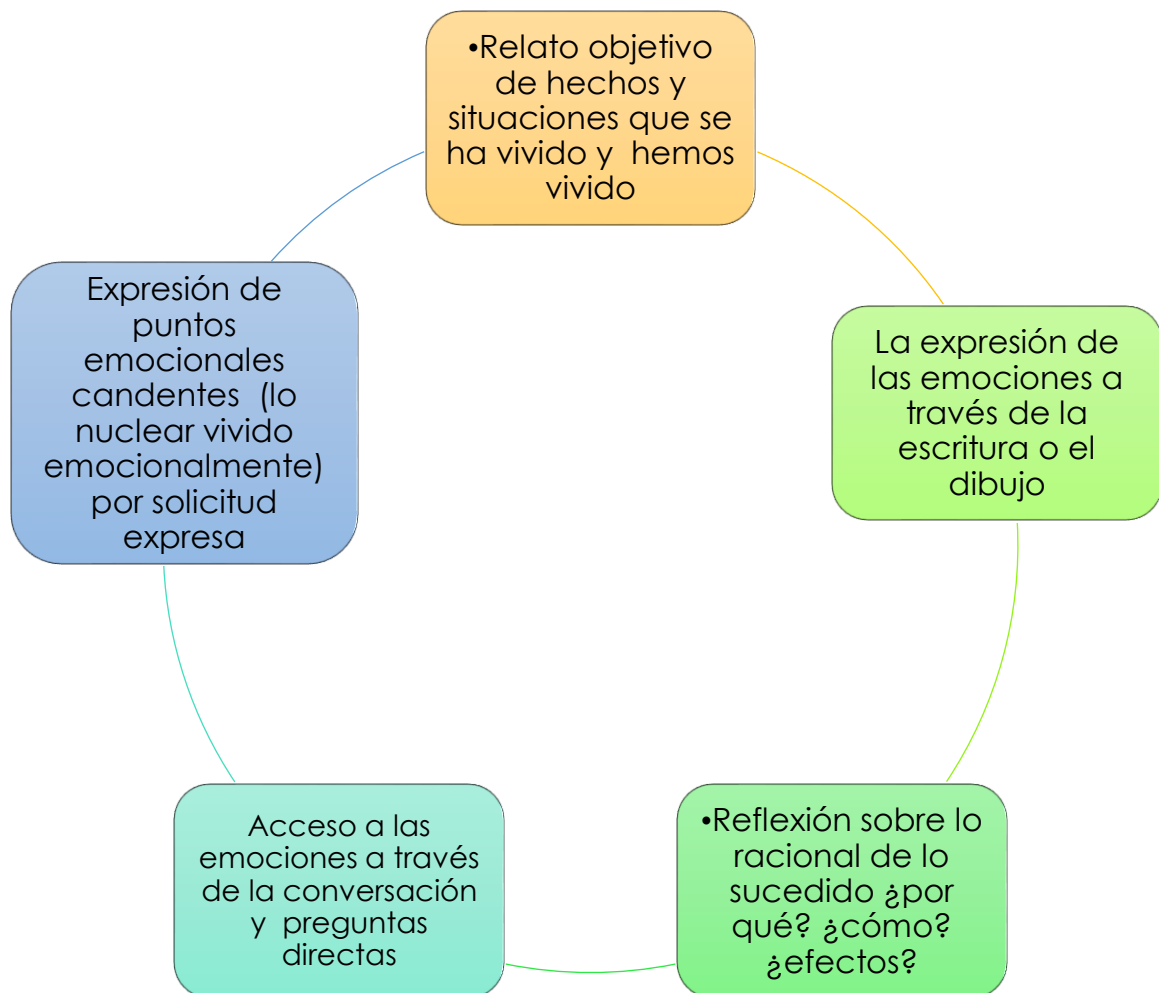 •Relato objetivo
de hechos y
situaciones que se
ha vivido y hemos
vivido
La expresión de
las emociones a
través de la
escritura o el
dibujo
•Reflexión sobre lo
racional de lo
sucedido ¿por
qué? ¿cómo?
¿efectos?
Acceso a las
emociones a través
de la conversación
y preguntas
directas
Expresión de
puntos
emocionales
candentes (lo
nuclear vivido
emocionalmente)
por solicitud
expresa